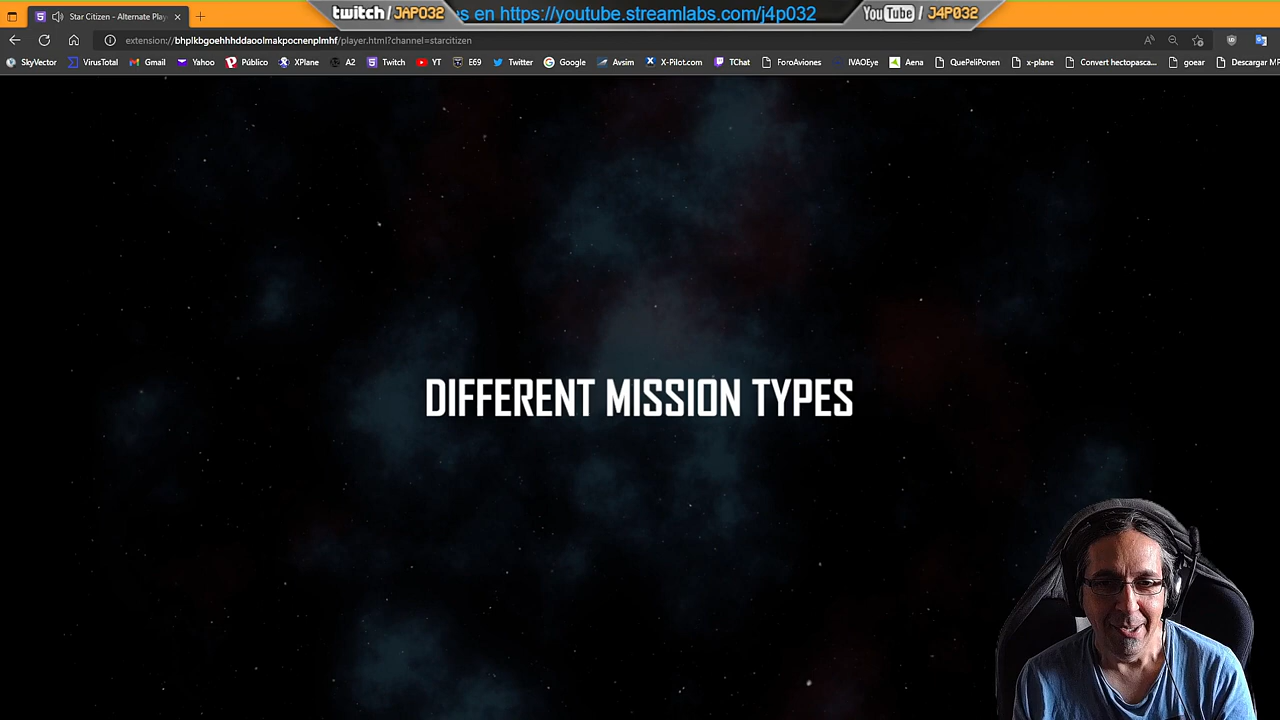 twitch / JAPO32
s en https://youtube.streamlabs.com/j4p032
YouTube / J4P032
Star Citizen - Alternate Play
extension://bhplkbgoehhhddaoolmakpocnenplmhf/player.html?channel=starcitizen
SkyVector VirusTotal Gmail Yahoo Público XPlane A2 Twitch YT E69 Twitter Google Avsim X-Pilot.com TChat ForoAviones IVAOEye Aena QuePeliPonen x-plane Convert hectopasca... goear Descargar MP
DIFFERENT MISSION TYPES